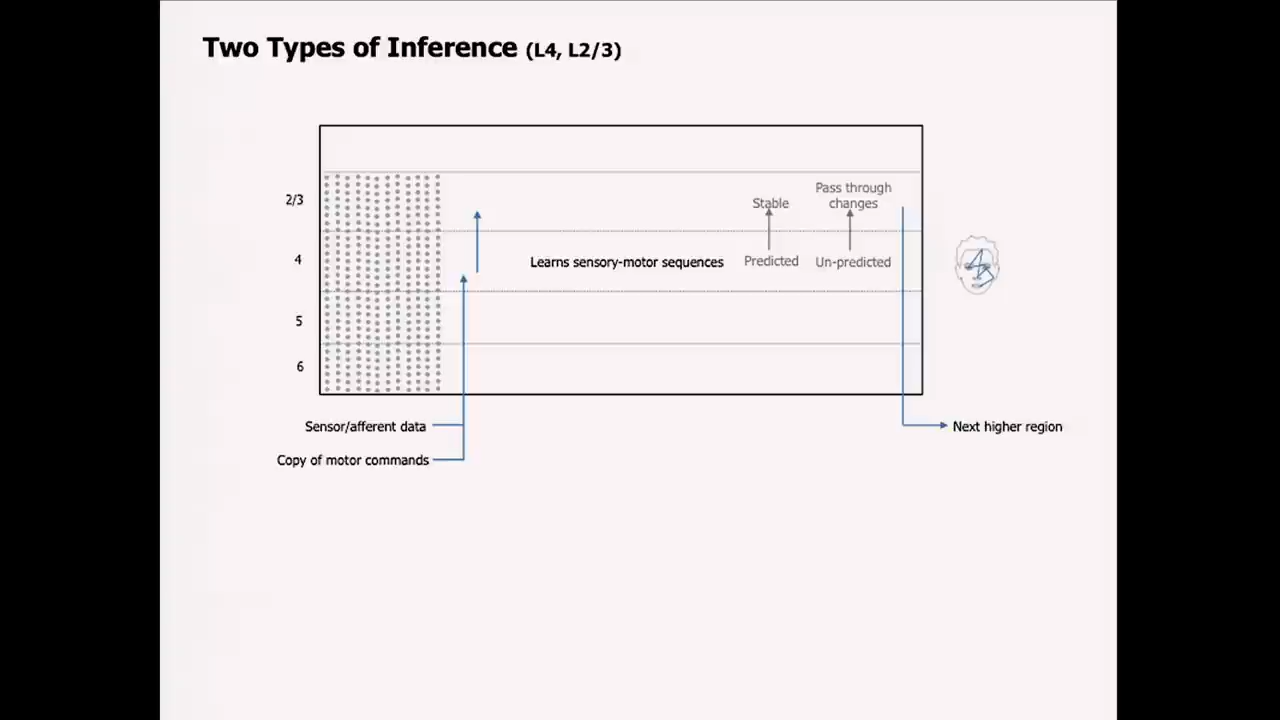 Two Types of Inference (L4, L2/3)
2/3
Stable
Pass through
changes
4
Learns sensory-motor sequences
Predicted
Un-predicted
5
6
Sensor/afferent data
Next higher region
Copy of motor commands